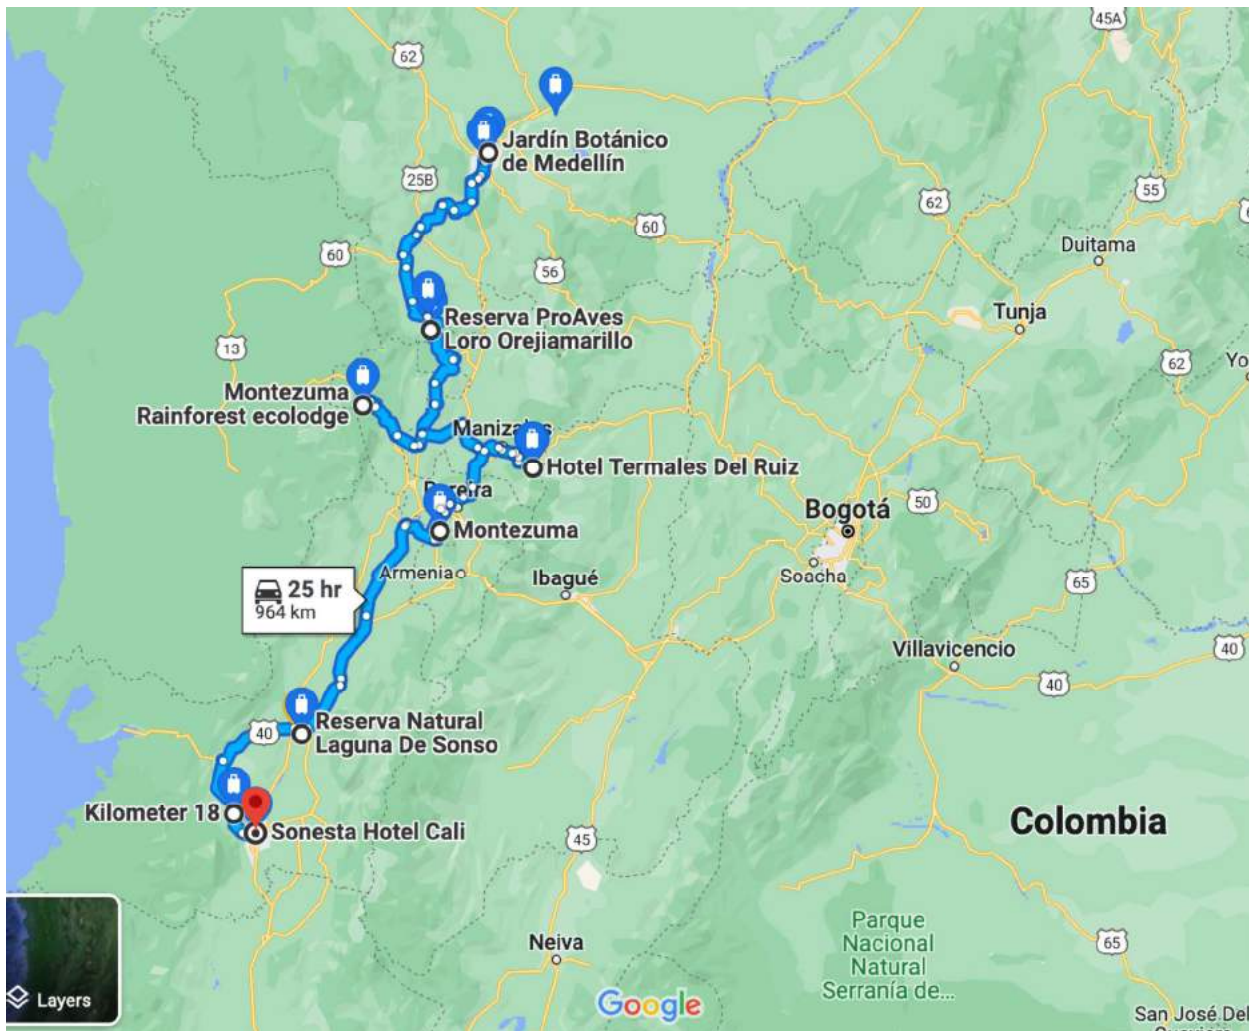 45A
62
Jardín Botánico
de Medellín
25B
55
62
60
Duitama
60
56
Tunja
Reserva ProAves
Loro Orejiamarillo
13
62
Yo
Montezuma
Rainforest ecolodge
Manizales
Hotel Termales Del Ruiz
Pereira
Bogotá
50
Montezuma
Armenia
Ibagué
Soacha
65
25 hr
964 km
Villavicencio
40
40
Reserva Natural
Laguna De Sonso
40
Kilometer 18
Sonesta Hotel Cali
Colombia
45
Parque
Nacional
Natural
Serranía de...
Neiva
65
Layers
Google
San José Del